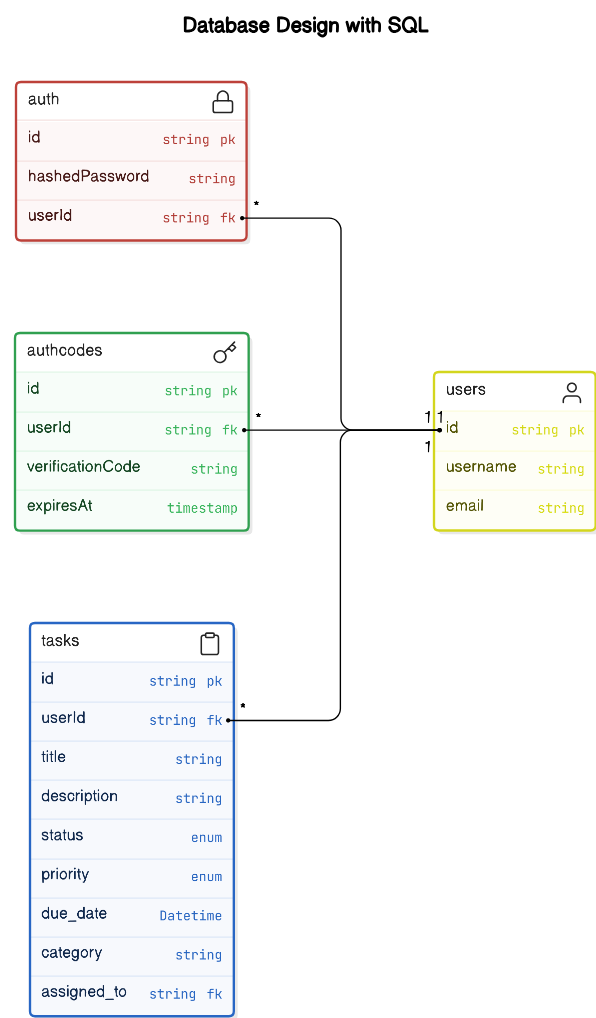 Database Design with SQL
auth
id string pk
hashedPassword string
userId string fk
*
authcodes
id string pk
userId string fk
*
verificationCode string
expiresAt timestamp
users
1 1
id string pk
1
username string
email string
tasks
id string pk
userId string fk
*
title string
description string
status enum
priority enum
due_date Datetime
category string
assigned_to string fk